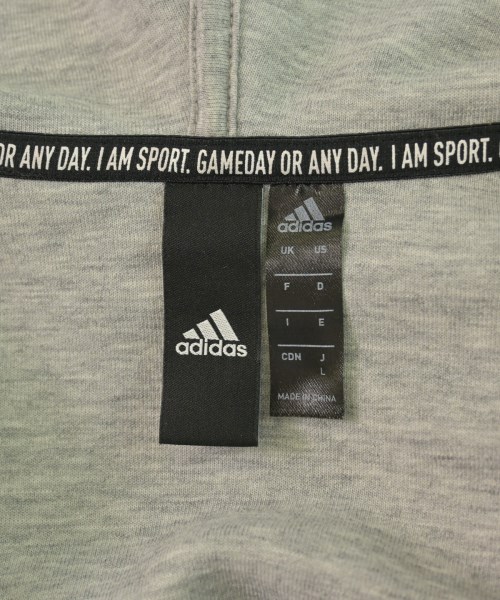 OR ANY DAY. I AM SPORT. GAMEDAY OR ANY DAY. I AM SPORT.
adidas
adidas
UK US
F D
I E
CDN J
L
MADE IN CHINA